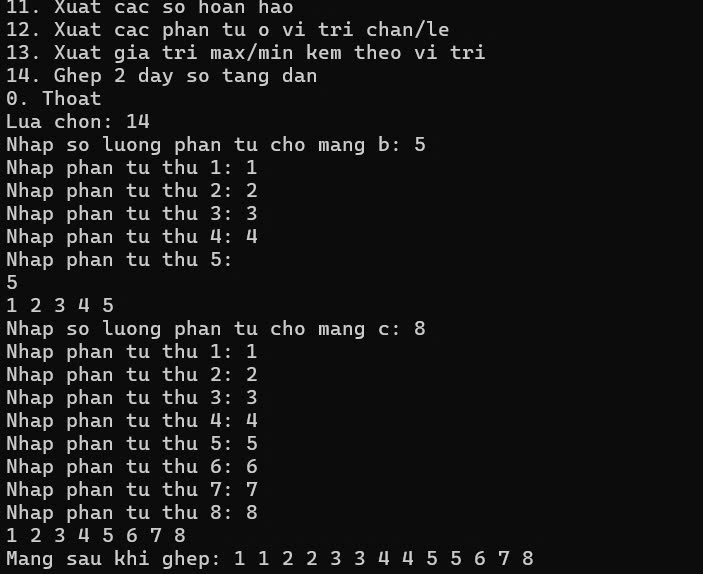 11. Xuat cac so hoan hao
12. Xuat cac phan tu o vi tri chan/le
13. Xuat gia tri max/min kem theo vi tri
14. Ghep 2 day so tang dan
0. Thoat
Lua chon: 14
Nhap so luong phan tu cho mang b: 5
Nhap phan tu thu 1: 1
Nhap phan tu thu 2: 2
Nhap phan tu thu 3: 3
Nhap phan tu thu 4: 4
Nhap phan tu thu 5:
5
1 2 3 4 5
Nhap so luong phan tu cho mang c: 8
Nhap phan tu thu 1: 1
Nhap phan tu thu 2: 2
Nhap phan tu thu 3: 3
Nhap phan tu thu 4: 4
Nhap phan tu thu 5: 5
Nhap phan tu thu 6: 6
Nhap phan tu thu 7: 7
Nhap phan tu thu 8: 8
1 2 3 4 5 6 7 8
Mang sau khi ghep: 1 1 2 2 3 3 4 4 5 5 6 7 8